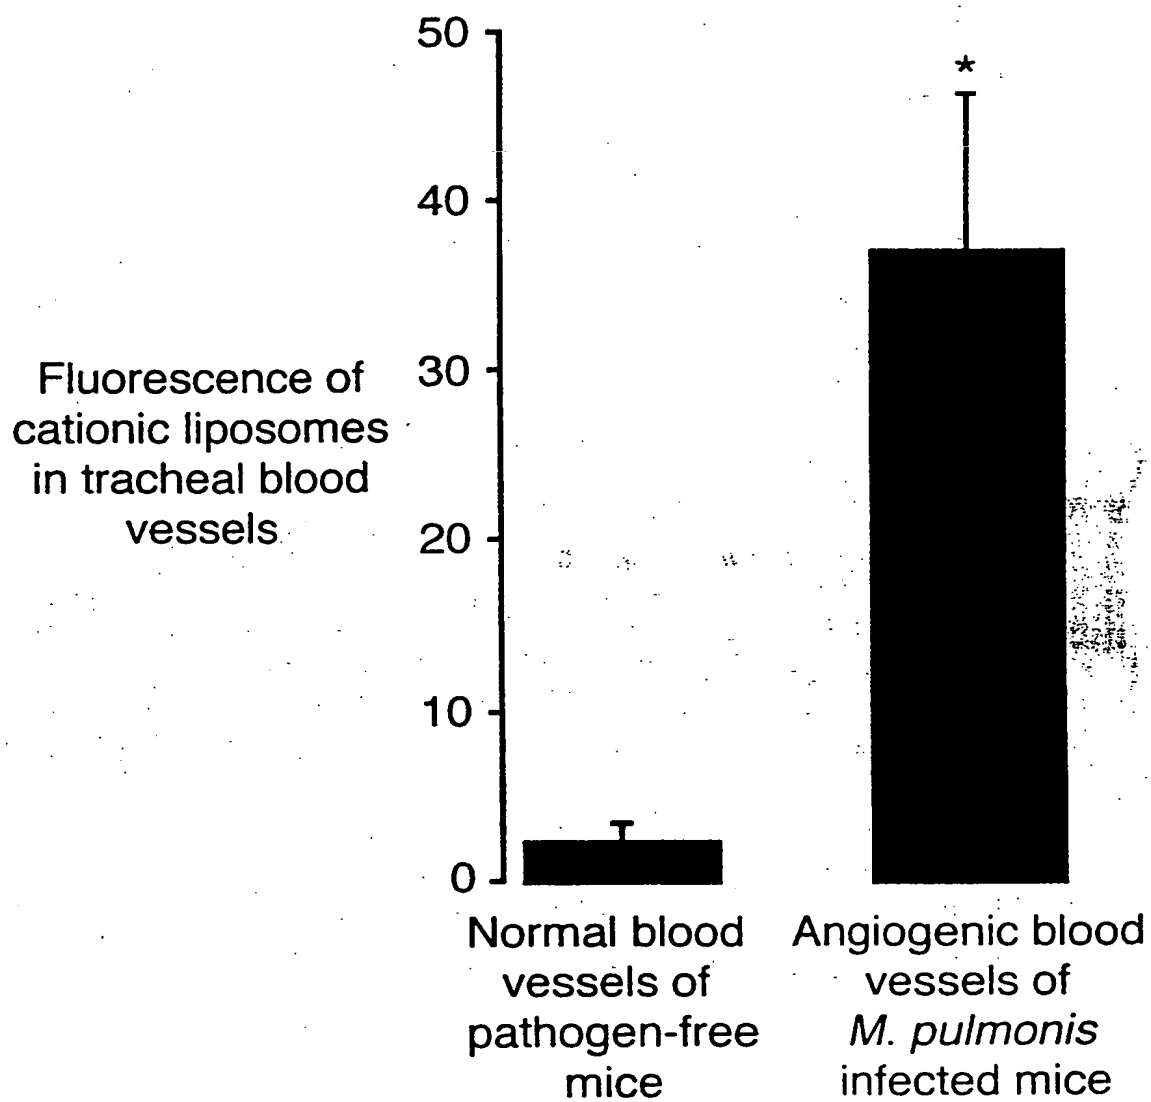 50
*
40
30
20
10
0
Fluorescence of
cationic liposomes
in tracheal blood
vessels
Normal blood
vessels of
pathogen-free
mice
Angiogenic blood
vessels of
M. pulmonis
infected mice